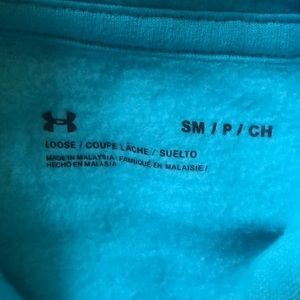 SM / P / CH
LOOSE / COUPE LÂCHE / SUELTO
MADE IN MALAYSIA / FABRIQUÉ EN MALAISIE /
HECHO EN MALASIA